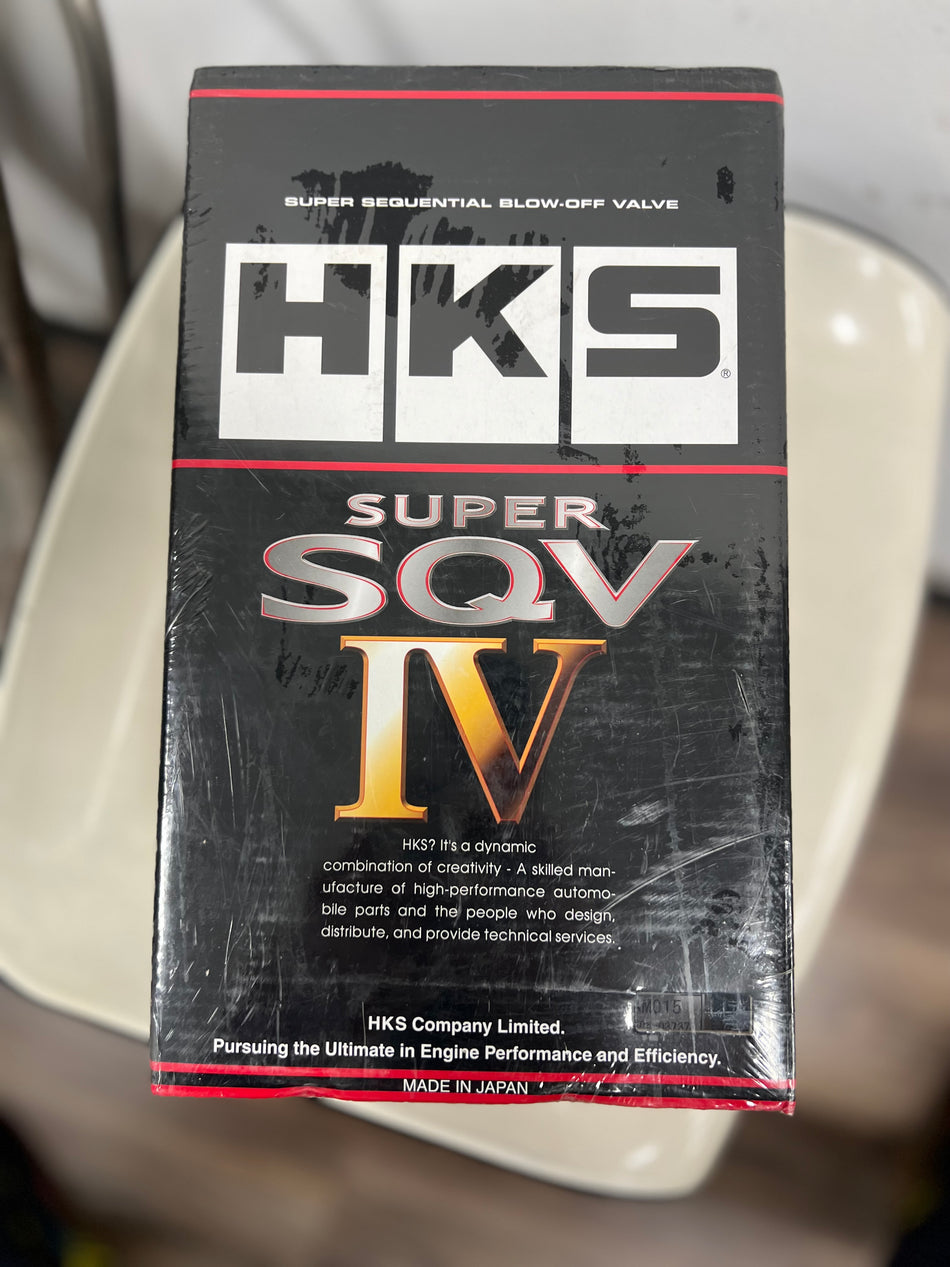 SUPER SEQUENTIAL BLOW-OFF VALVE
HKS®
SUPER
SQV
IV
HKS? It's a dynamic
combination of creativity - A skilled man-
ufacture of high-performance automo-
bile parts and the people who design,
distribute, and provide technical services.
HKS Company Limited.
Pursuing the Ultimate in Engine Performance and Efficiency.
MADE IN JAPAN